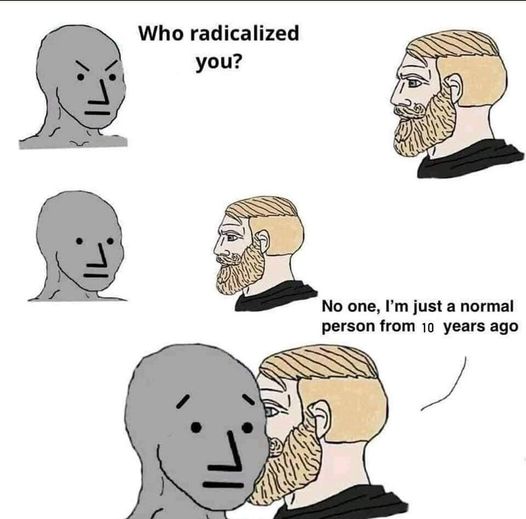 Who radicalized
you?
No one, I'm just a normal
person from 10 years ago